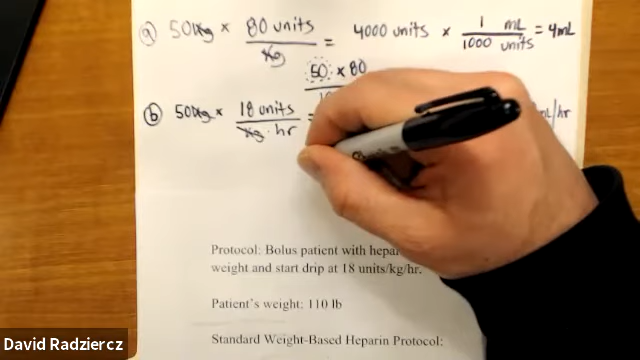 a) 50kg × 80 units / kg = 4000 units × 1 mL / 1000 units = 4mL
50 × 80
b) 50kg × 18 units / kg · hr = mL/hr
Protocol: Bolus patient with
weight and start drip at 18 units/kg/hr.
Patient's weight: 110 lb
Standard Weight-Based Heparin Protocol:
David Radziercz